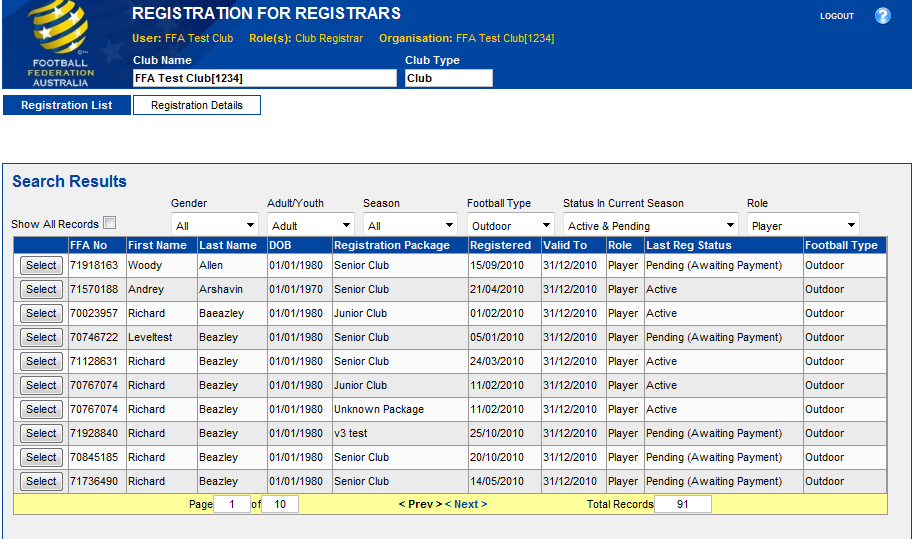 REGISTRATION FOR REGISTRARS
LOGOUT ?
User: FFA Test Club Role(s): Club Registrar Organisation: FFA Test Club[1234]
FOOTBALL
FEDERATION
AUSTRALIA
Club Name Club Type
FFA Test Club[1234] Club
Registration List Registration Details
Search Results
Gender Adult/Youth Season Football Type Status In Current Season Role
Show All Records All Adult All Outdoor Active & Pending Player
FFA No First Name Last Name DOB Registration Package Registered Valid To Role Last Reg Status Football Type
Select 71918163 Woody Allen 01/01/1980 Senior Club 15/09/2010 31/12/2010 Player Pending (Awaiting Payment) Outdoor
Select 71570188 Andrey Arshavin 01/01/1970 Senior Club 21/04/2010 31/12/2010 Player Active Outdoor
Select 70023957 Richard Baeazley 01/01/1980 Junior Club 01/02/2010 31/12/2010 Player Active Outdoor
Select 70746722 Leveltest Beazley 01/01/1980 Senior Club 05/01/2010 31/12/2010 Player Pending (Awaiting Payment) Outdoor
Select 71128631 Richard Beazley 01/01/1980 Senior Club 24/03/2010 31/12/2010 Player Active Outdoor
Select 70767074 Richard Beazley 01/01/1980 Junior Club 11/02/2010 31/12/2010 Player Active Outdoor
Select 70767074 Richard Beazley 01/01/1980 Unknown Package 11/02/2010 31/12/2010 Player Active Outdoor
Select 71928840 Richard Beazley 01/01/1980 v3 test 25/10/2010 31/12/2010 Player Pending (Awaiting Payment) Outdoor
Select 70845185 Richard Beazley 01/01/1980 Senior Club 20/10/2010 31/12/2010 Player Pending (Awaiting Payment) Outdoor
Select 71736490 Richard Beazley 01/01/1980 Senior Club 14/05/2010 31/12/2010 Player Pending (Awaiting Payment) Outdoor
Page 1 of 10 < Prev > < Next > Total Records 91